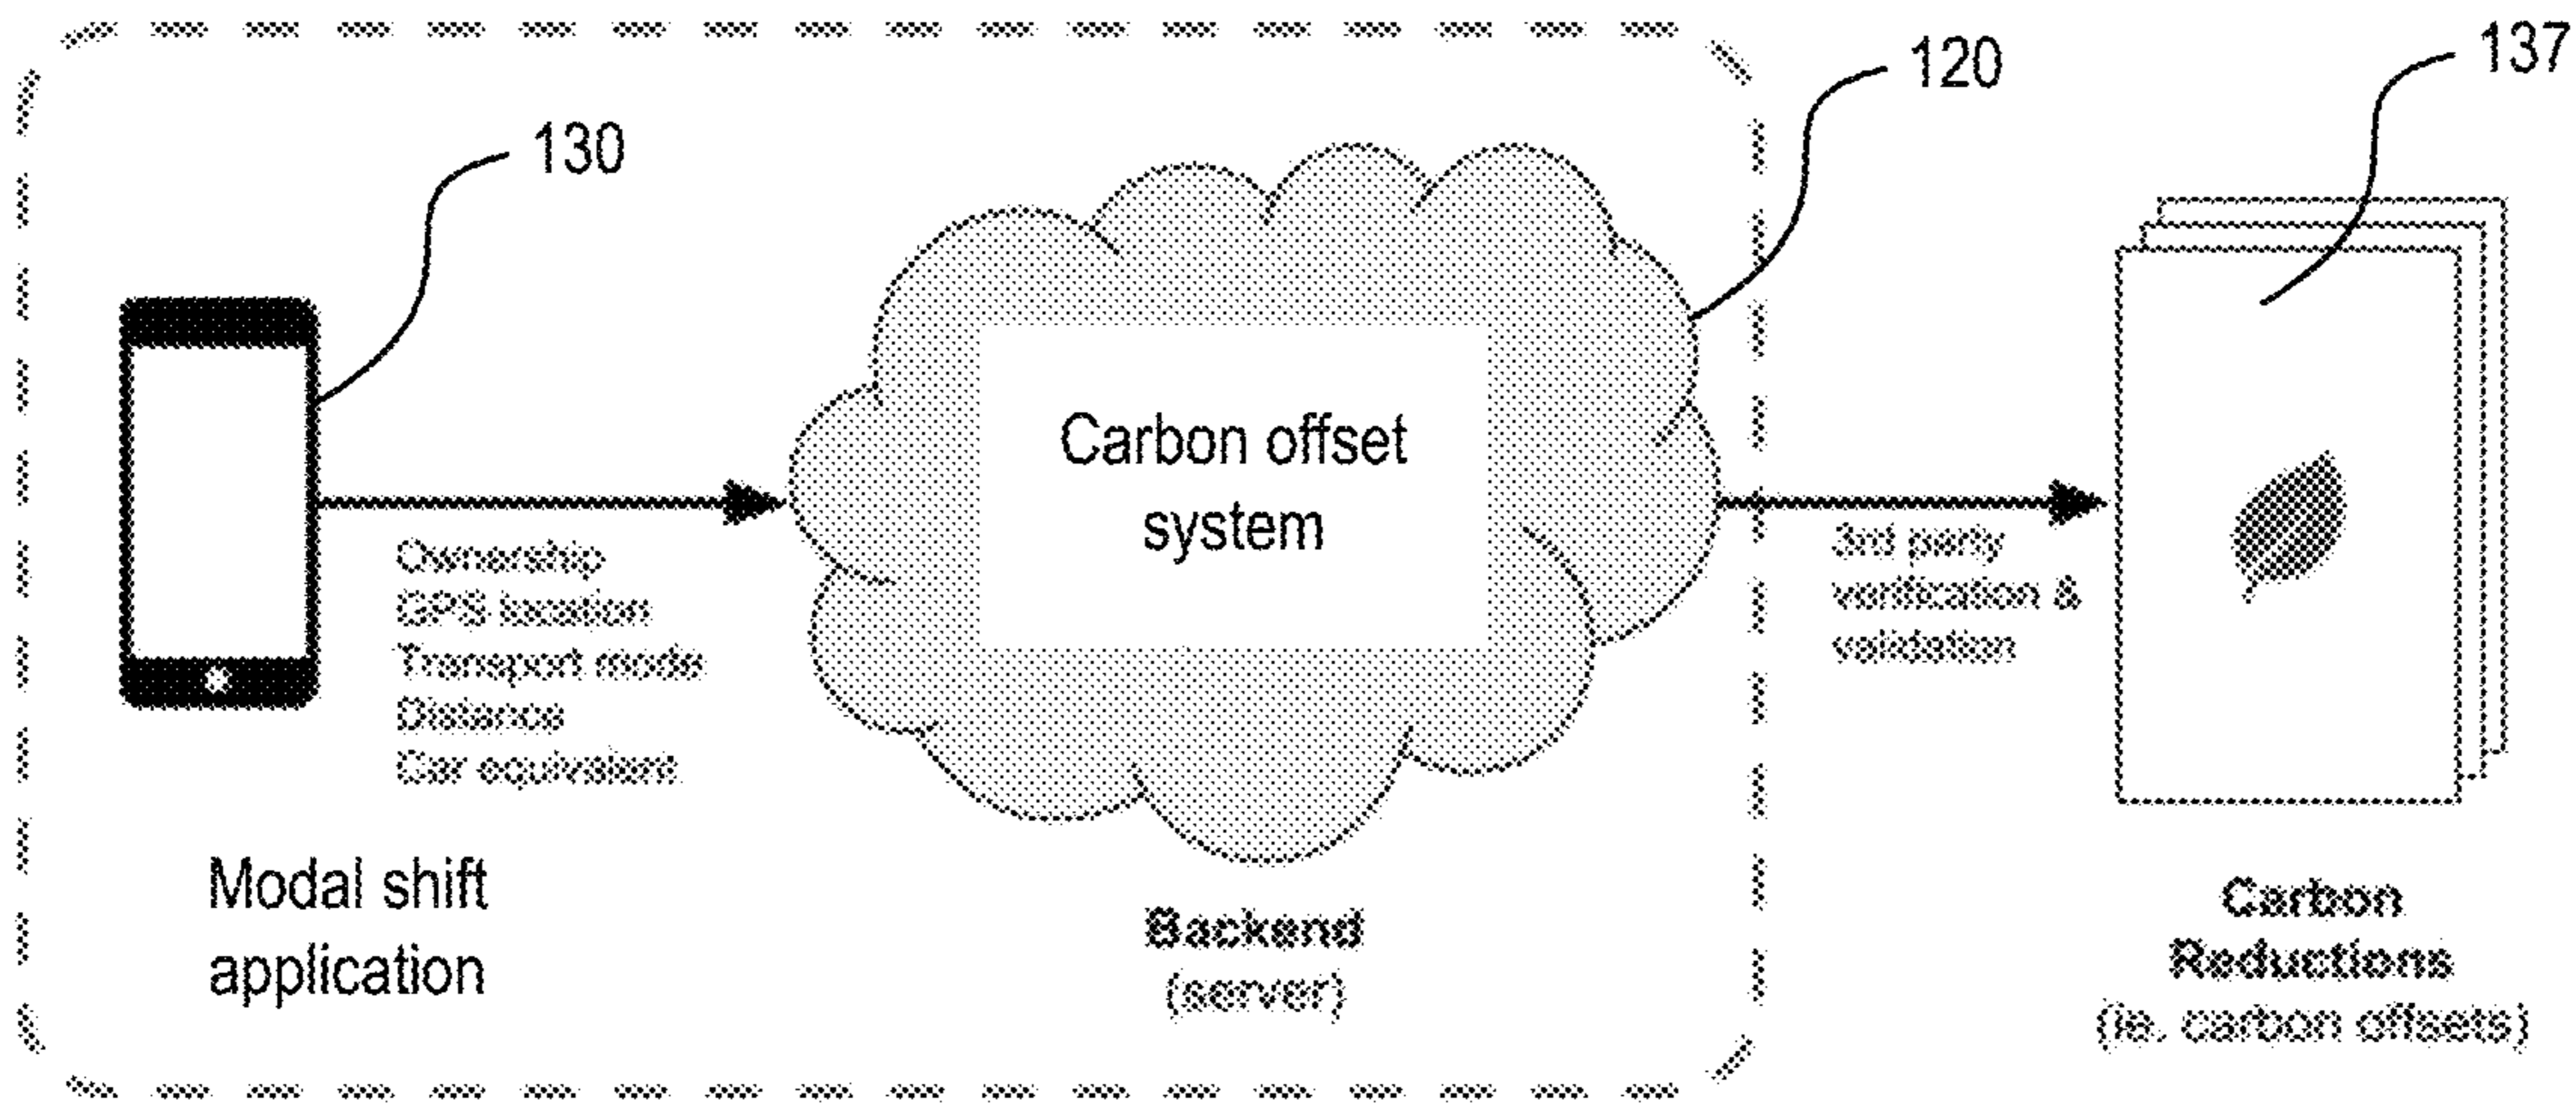 120
137
130
Carbon offset
system
Ownership
GPS location
Transport mode
Distance
Car equivalent
3rd party
verification &
validation
Modal shift
application
Backend
(server)
Carbon
Reductions
(ie. carbon offsets)